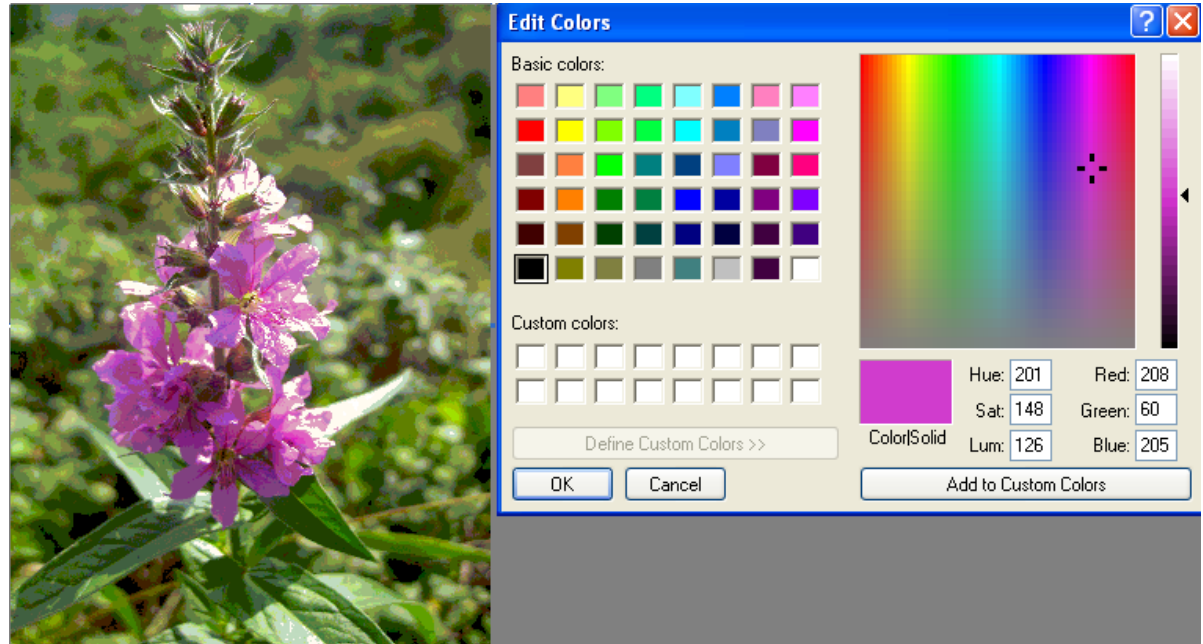 Edit Colors
Basic colors:
Custom colors:
Define Custom Colors >>
OK Cancel
Color|Solid
Hue: 201 Red: 208
Sat: 148 Green: 60
Lum: 126 Blue: 205
Add to Custom Colors